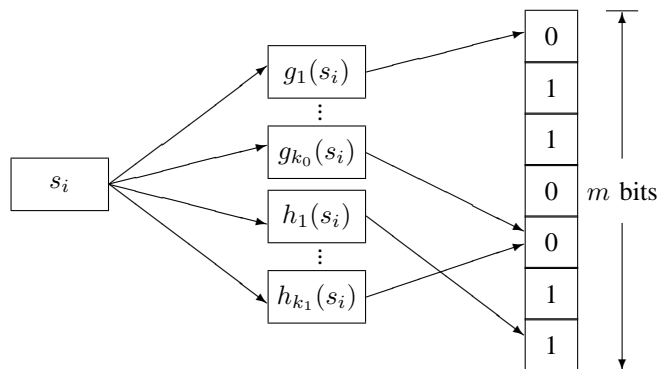 s_i
g_1(s_i)
⋮
g_{k_0}(s_i)
h_1(s_i)
⋮
h_{k_1}(s_i)
0
1
1
0
0
1
1
m bits